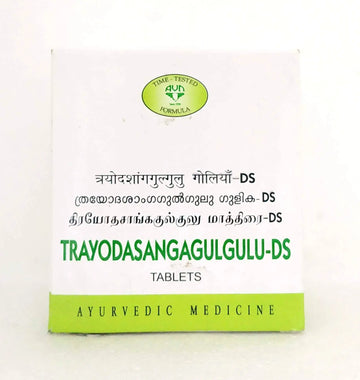 TIME - TESTED
AVN
FORMULA
त्रयोदशांगगुल्गुलु गोलियाँ-DS
ത്രയോദശാംഗഗുൽഗുലു ഗുളിക-DS
திரயோதசாங்ககுல்குலு மாத்திரை-DS
TRAYODASANGAGULGULU-DS
TABLETS
AYURVEDIC MEDICINE